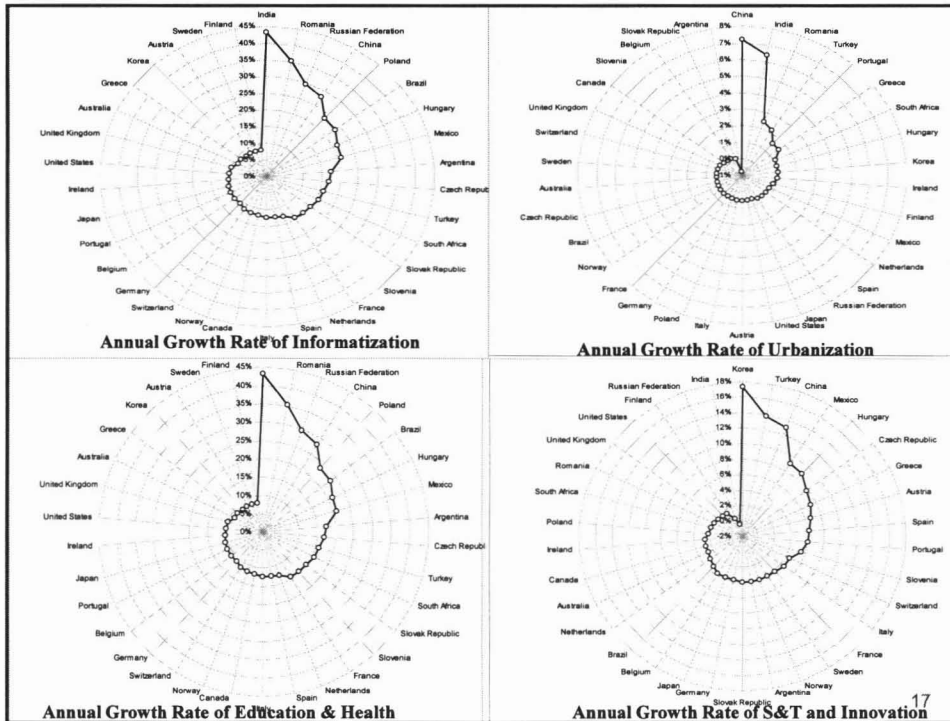 India
Romania
Russian Federation
China
Poland
Brazil
Hungary
Mexico
Argentina
Czech Republ
Turkey
South Africa
Slovak Republic
Slovenia
France
Netherlands
Spain
Canada
Norway
Switzerland
Germany
Belgium
Portugal
Japan
Ireland
United States
United Kingdom
Australia
Greece
Korea
Austria
Sweden
Finland
45%
40%
35%
30%
25%
20%
15%
10%
5%
0%
Annual Growth Rate of Informatization
China
India
Romania
Turkey
Portugal
Greece
South Africa
Hungary
Korea
Ireland
Finland
Mexico
Netherlands
Spain
Russian Federation
Japan
United States
Austria
Italy
Poland
Germany
France
Norway
Brazil
Czech Republic
Australia
Sweden
Switzerland
United Kingdom
Canada
Slovenia
Belgium
Slovak Republic
Argentina
8%
7%
6%
5%
4%
3%
2%
1%
Annual Growth Rate of Urbanization
Romania
Russian Federation
China
Poland
Brazil
Hungary
Mexico
Argentina
Czech Republ
Turkey
South Africa
Slovak Republic
Slovenia
France
Netherlands
Spain
Canada
Norway
Switzerland
Germany
Belgium
Portugal
Japan
Ireland
United States
United Kingdom
Australia
Greece
Korea
Austria
Sweden
Finland
45%
40%
35%
30%
25%
20%
15%
10%
5%
0%
Annual Growth Rate of Education & Health
Korea
Turkey
China
Mexico
Hungary
Czech Republic
Greece
Austria
Spain
Portugal
Slovenia
Switzerland
Italy
France
Sweden
Norway
Argentina
Slovak Republic
Germany
Japan
Belgium
Brazil
Netherlands
Australia
Canada
Ireland
Poland
South Africa
Romania
United Kingdom
United States
Finland
Russian Federation
India
18%
16%
14%
12%
10%
8%
6%
4%
2%
0%
-2%
Annual Growth Rate of S&T and Innovation
17